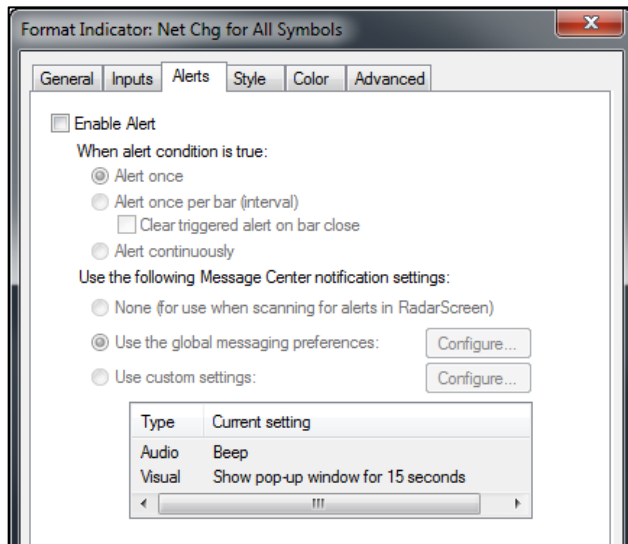 Format Indicator: Net Chg for All Symbols
General Inputs Alerts Style Color Advanced
Enable Alert
When alert condition is true:
Alert once
Alert once per bar (interval)
Clear triggered alert on bar close
Alert continuously
Use the following Message Center notification settings:
None (for use when scanning for alerts in RadarScreen)
Use the global messaging preferences: Configure...
Use custom settings: Configure...
Type Current setting
Audio Beep
Visual Show pop-up window for 15 seconds